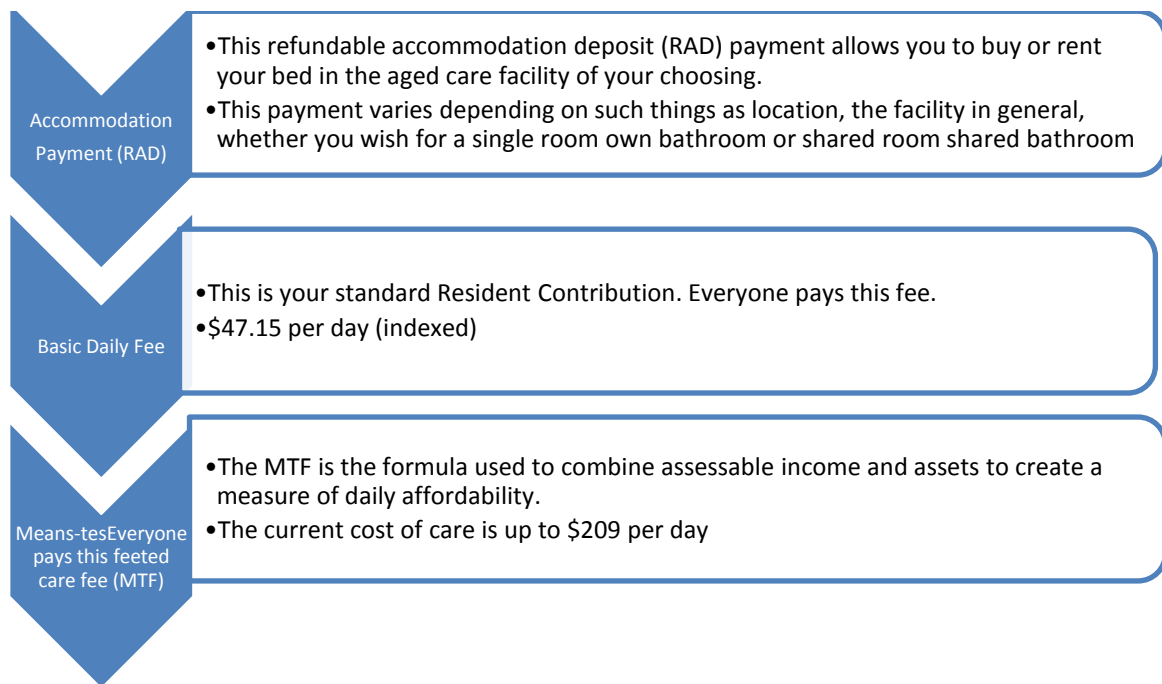 Accommodation
Payment (RAD)
•This refundable accommodation deposit (RAD) payment allows you to buy or rent
your bed in the aged care facility of your choosing.
•This payment varies depending on such things as location, the facility in general,
whether you wish for a single room own bathroom or shared room shared bathroom
Basic Daily Fee
•This is your standard Resident Contribution. Everyone pays this fee.
•$47.15 per day (indexed)
Means-tesEveryone
pays this feeted
care fee (MTF)
•The MTF is the formula used to combine assessable income and assets to create a
measure of daily affordability.
•The current cost of care is up to $209 per day